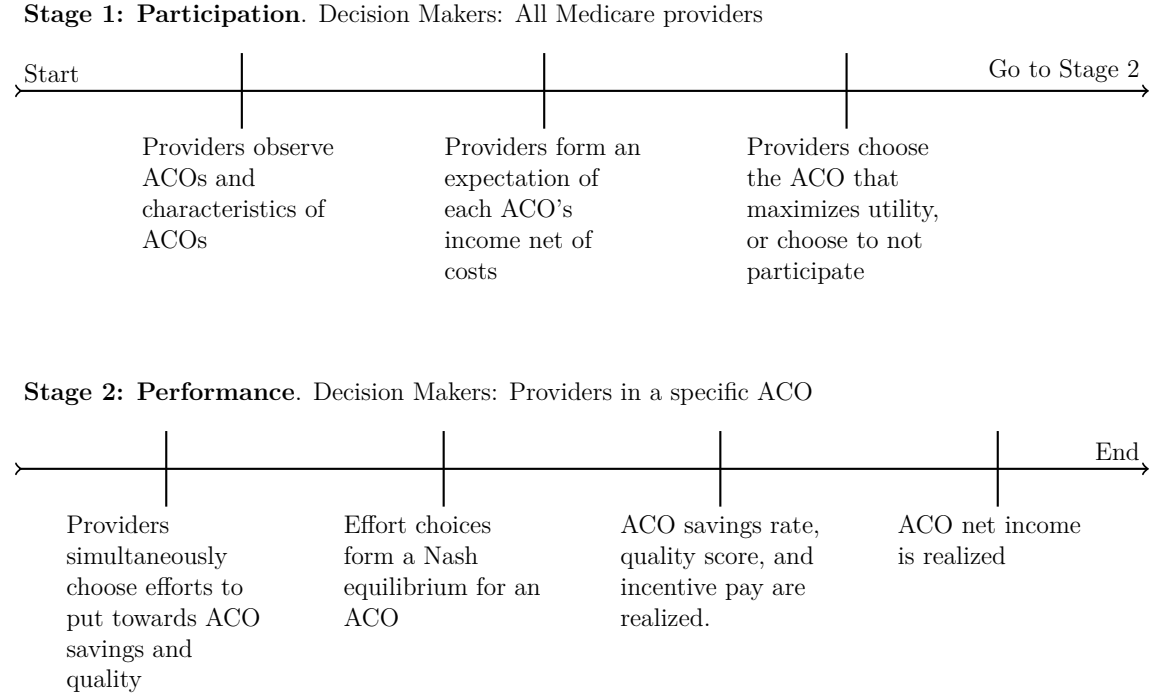 Stage 1: Participation. Decision Makers: All Medicare providers
Start
Go to Stage 2
Providers observe
ACOs and
characteristics of
ACOs
Providers form an
expectation of
each ACO's
income net of
costs
Providers choose
the ACO that
maximizes utility,
or choose to not
participate
Stage 2: Performance. Decision Makers: Providers in a specific ACO
End
Providers
simultaneously
choose efforts to
put towards ACO
savings and
quality
Effort choices
form a Nash
equilibrium for an
ACO
ACO savings rate,
quality score, and
incentive pay are
realized.
ACO net income
is realized